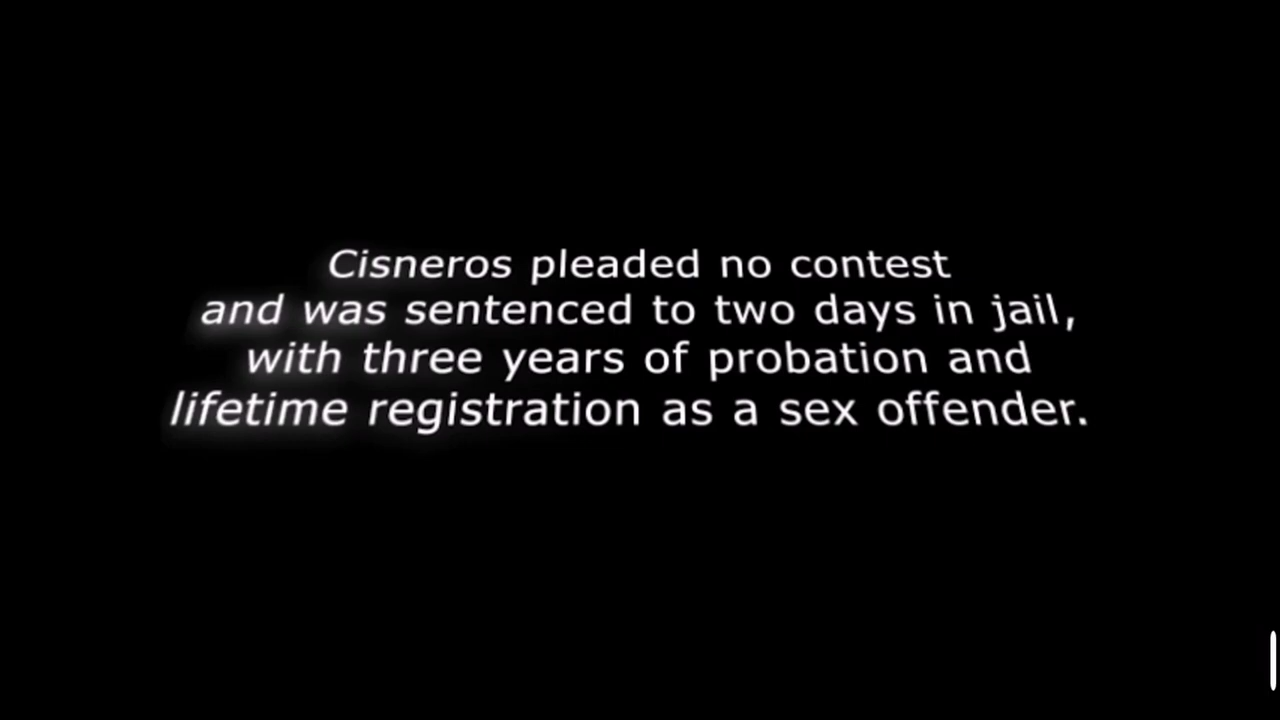 Cisneros pleaded no contest
and was sentenced to two days in jail,
with three years of probation and
lifetime registration as a sex offender.